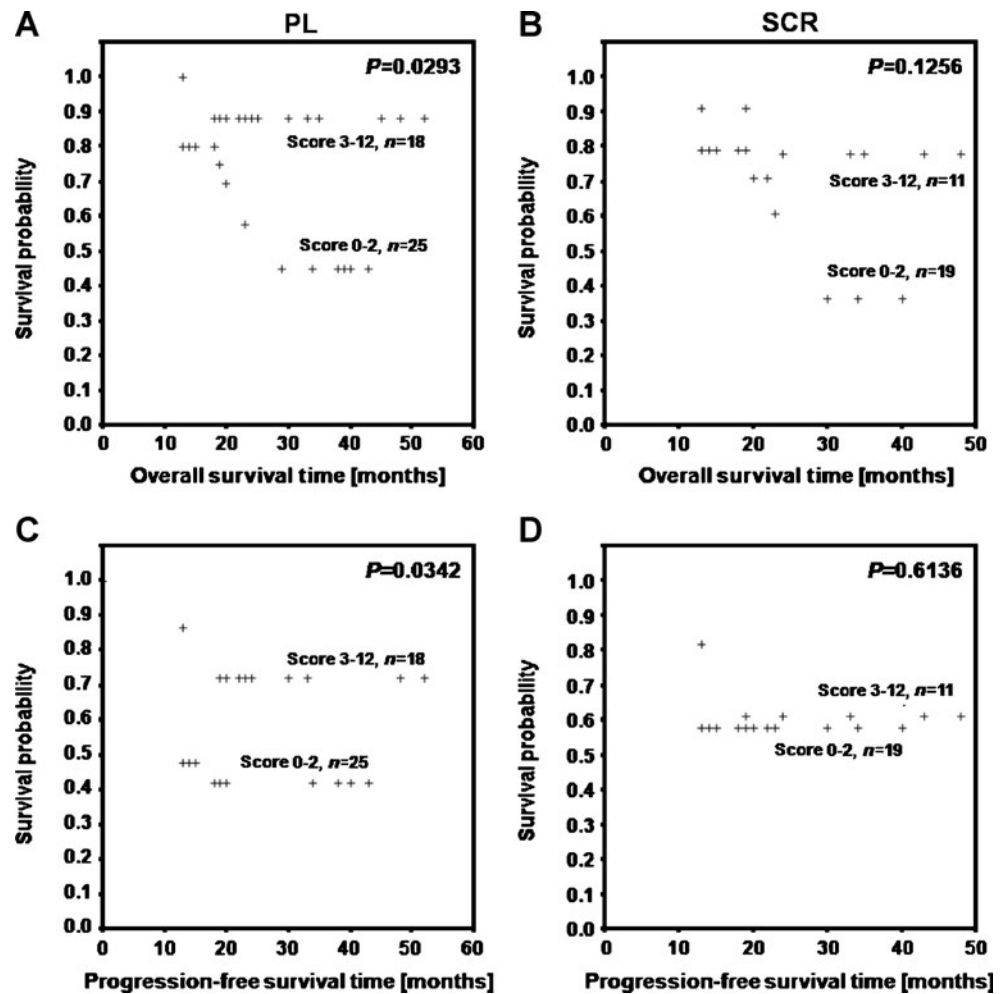 A PL
P=0.0293
1.0
0.9
0.8
0.7
0.6
0.5
0.4
0.3
0.2
0.1
0.0
Survival probability
Score 3-12, n=18
Score 0-2, n=25
0 10 20 30 40 50 60
Overall survival time [months]
B SCR
P=0.1256
1.0
0.9
0.8
0.7
0.6
0.5
0.4
0.3
0.2
0.1
0.0
Survival probability
Score 3-12, n=11
Score 0-2, n=19
0 10 20 30 40 50
Overall survival time [months]
C
P=0.0342
1.0
0.9
0.8
0.7
0.6
0.5
0.4
0.3
0.2
0.1
0.0
Survival probability
Score 3-12, n=18
Score 0-2, n=25
0 10 20 30 40 50 60
Progression-free survival time [months]
D
P=0.6136
1.0
0.9
0.8
0.7
0.6
0.5
0.4
0.3
0.2
0.1
0.0
Survival probability
Score 3-12, n=11
Score 0-2, n=19
0 10 20 30 40 50
Progression-free survival time [months]